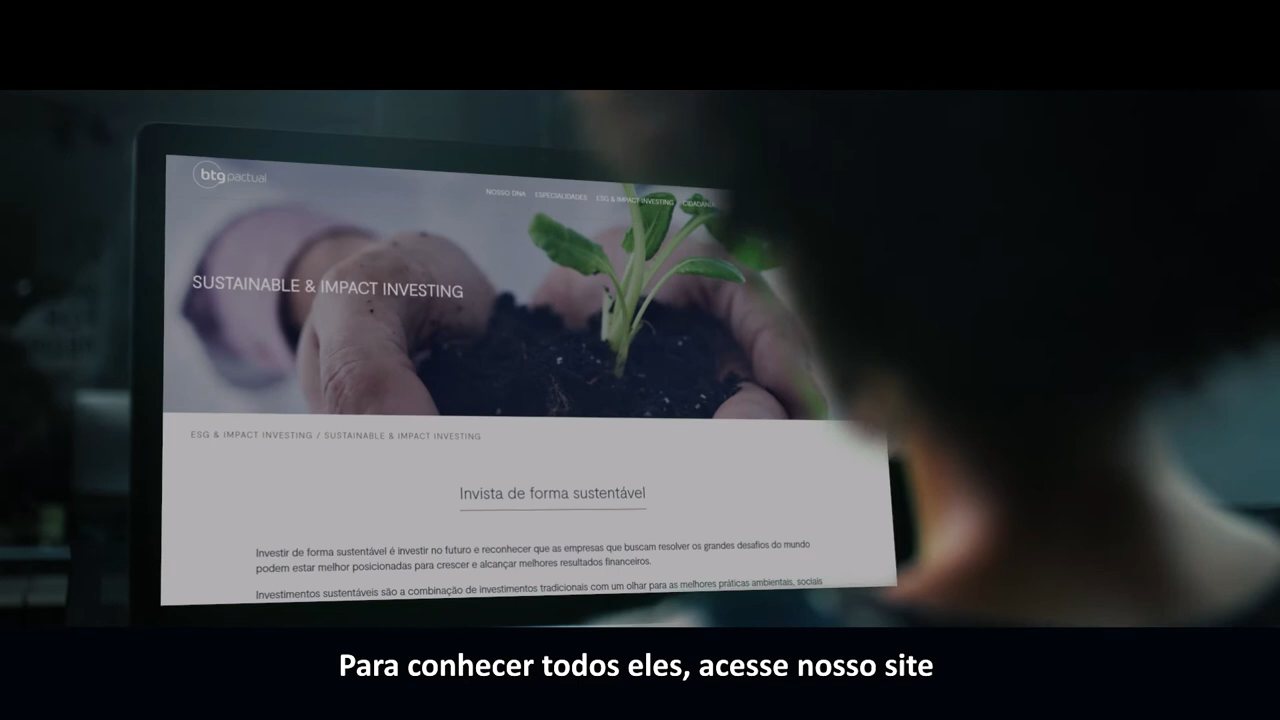 btg pactual
NOSSO DNA ESPECIALIDADES ESG & IMPACT INVESTING CIDADANIA
SUSTAINABLE & IMPACT INVESTING
ESG & IMPACT INVESTING / SUSTAINABLE & IMPACT INVESTING
Invista de forma sustentável
Investir de forma sustentável é investir no futuro e reconhecer que as empresas que buscam resolver os grandes desafios do mundo
podem estar melhor posicionadas para crescer e alcançar melhores resultados financeiros.
Investimentos sustentáveis são a combinação de investimentos tradicionais com um olhar para as melhores práticas ambientais, sociais
Para conhecer todos eles, acesse nosso site